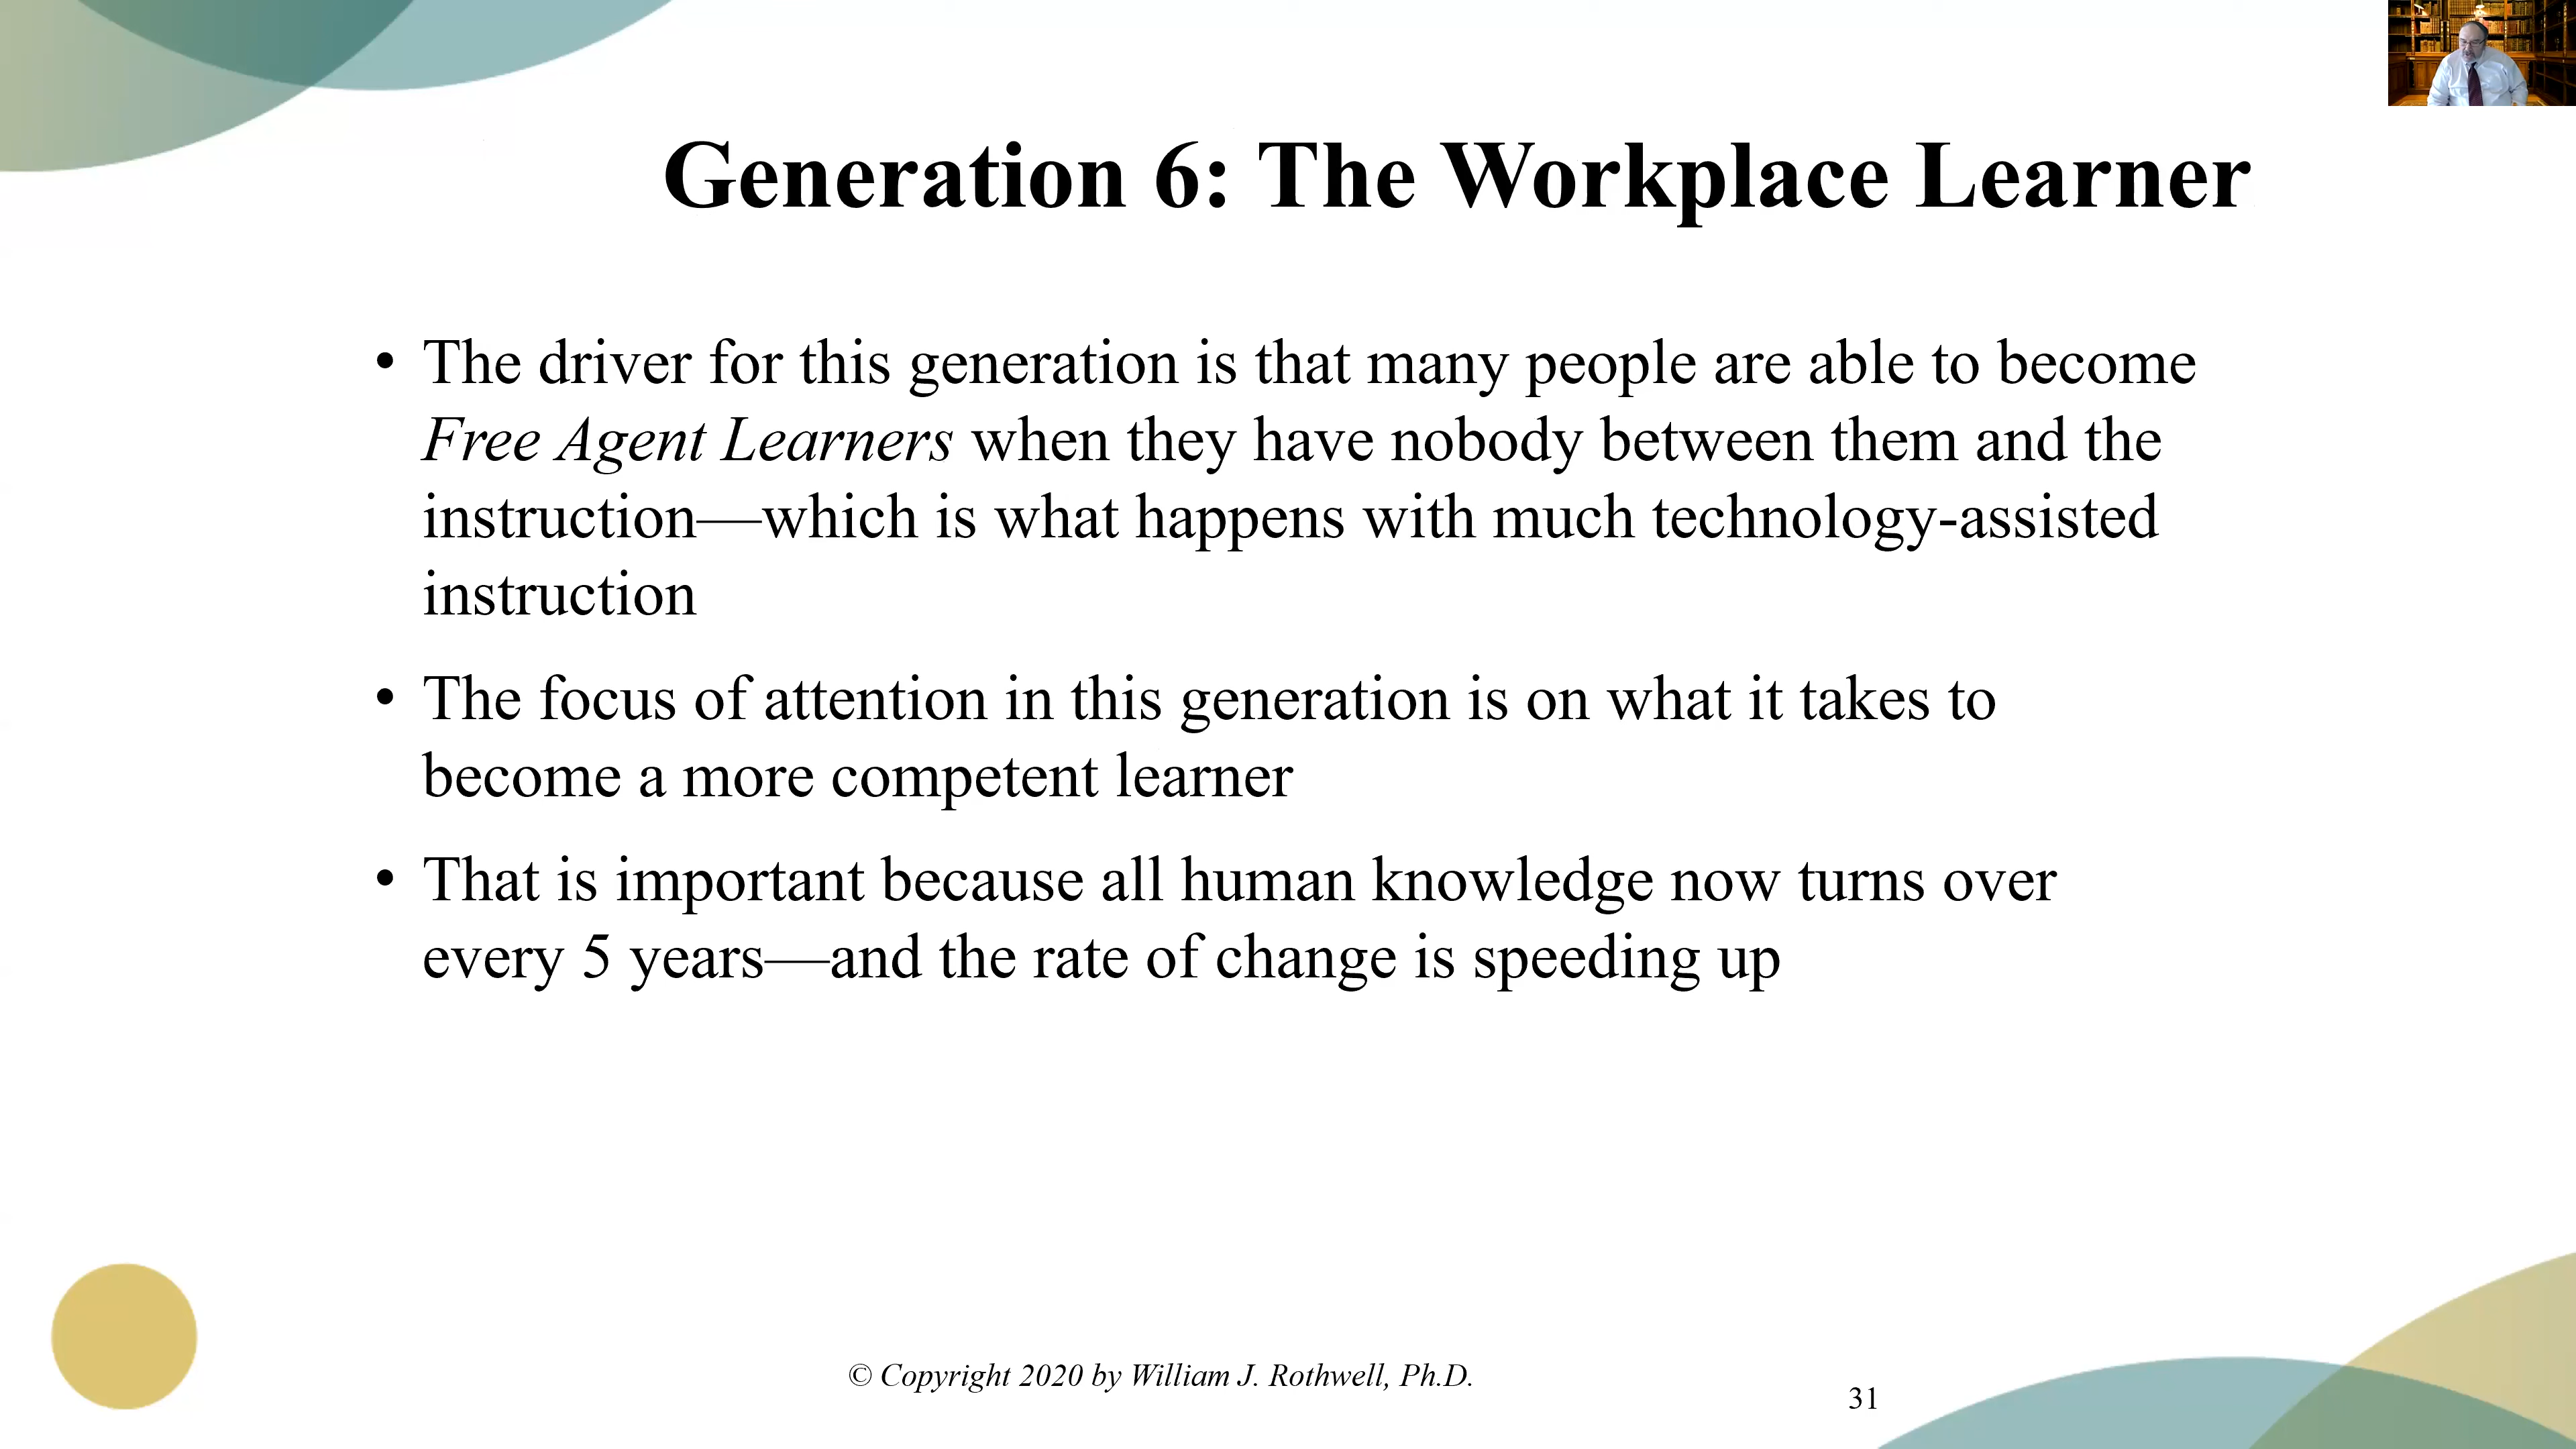 Generation 6: The Workplace Learner
• The driver for this generation is that many people are able to become
Free Agent Learners when they have nobody between them and the
instruction—which is what happens with much technology-assisted
instruction
• The focus of attention in this generation is on what it takes to
become a more competent learner
• That is important because all human knowledge now turns over
every 5 years—and the rate of change is speeding up
© Copyright 2020 by William J. Rothwell, Ph.D.
31